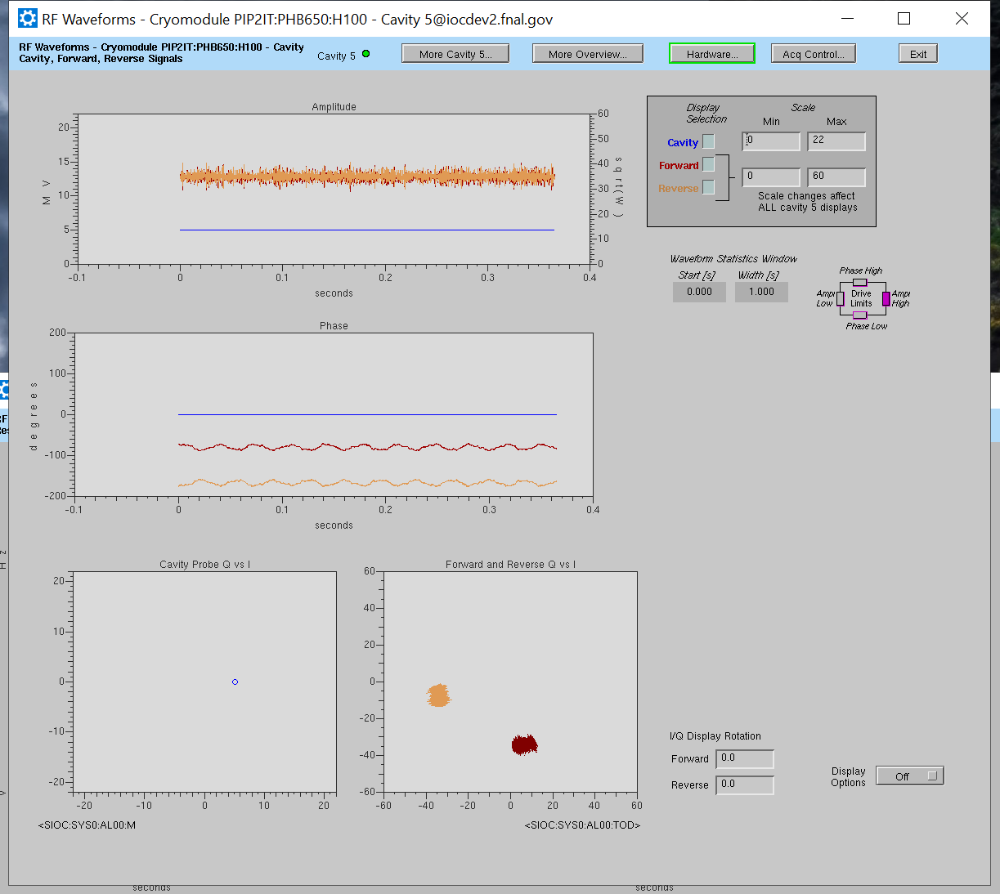 RF Waveforms - Cryomodule PIP2IT:PHB650:H100 - Cavity 5@iocdev2.fnal.gov
RF Waveforms - Cryomodule PIP2IT:PHB650:H100 - Cavity
Cavity, Forward, Reverse Signals
Cavity 5
More Cavity 5...
More Overview...
Hardware...
Acq Control...
Exit
Amplitude
20
15
10
5
0
M V
60
50
40
30
20
10
0
sqrt(W)
-0.1
0
0.1
0.2
0.3
0.4
seconds
Display
Selection
Scale
Min
Max
Cavity
0
22
Forward
Reverse
0
60
Scale changes affect
ALL cavity 5 displays
Waveform Statistics Window
Start [s]
Width [s]
0.000
1.000
Phase High
Ampl
Low
Drive
Limits
Ampl
High
Phase Low
Phase
200
100
0
-100
-200
degrees
-0.1
0
0.1
0.2
0.3
0.4
seconds
Cavity Probe Q vs I
20
10
0
-10
-20
-20
-10
0
10
20
<SIOC:SYS0:AL00:M
Forward and Reverse Q vs I
60
40
20
0
-20
-40
-60
-60
-40
-20
0
20
40
60
<SIOC:SYS0:AL00:TOD>
I/Q Display Rotation
Forward
0.0
Reverse
0.0
Display
Options
Off
RF
Res
Hz
V
seconds
seconds